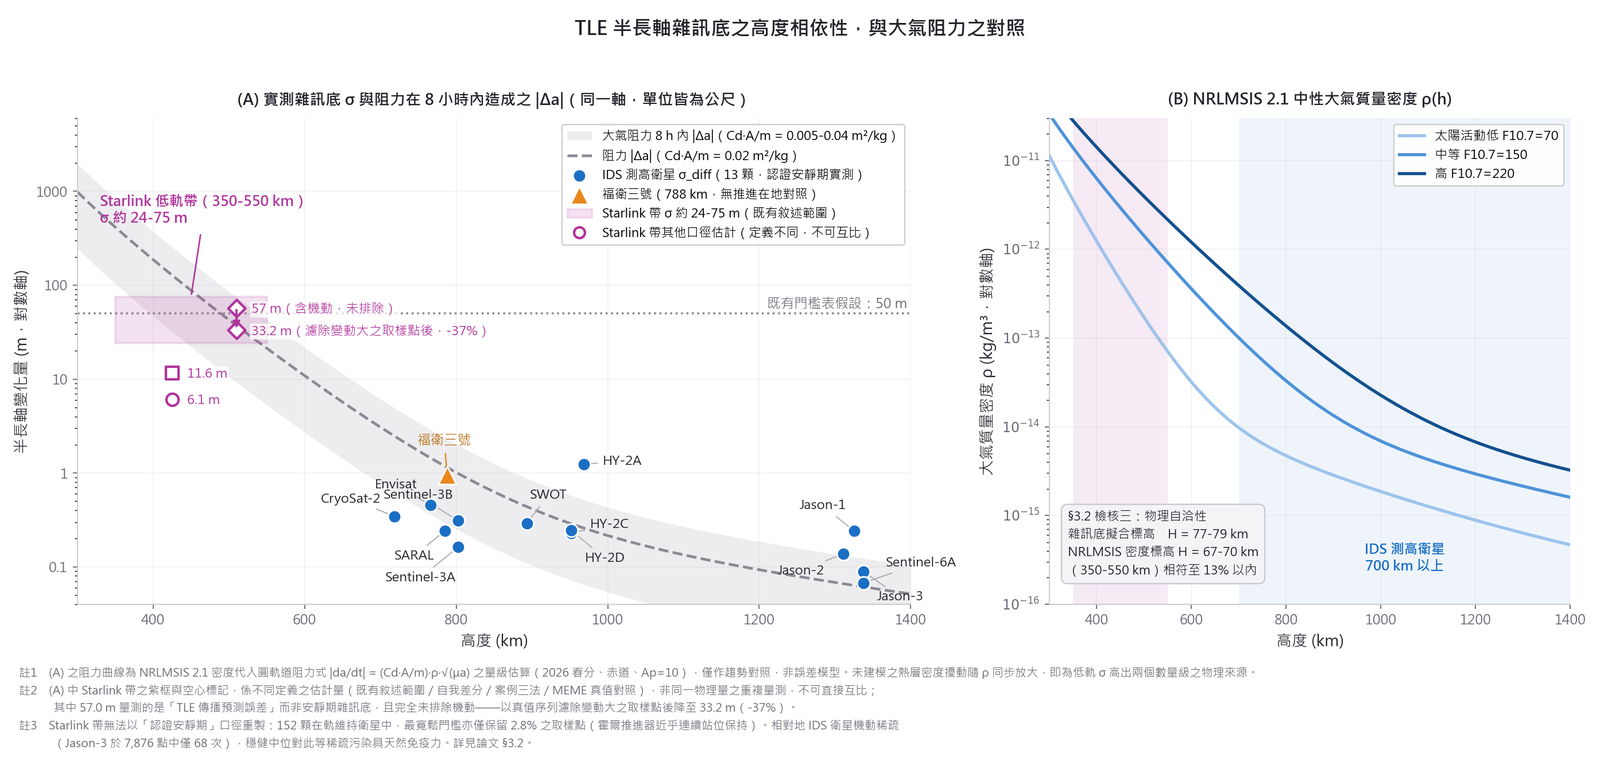 TLE 半長軸雜訊底之高度相依性，與大氣阻力之對照
(A) 實測雜訊底 σ 與阻力在 8 小時內造成之 |Δa|（同一軸，單位皆為公尺）
大氣阻力 8 h 內 |Δa|（Cd·A/m = 0.005-0.04 m²/kg）
阻力 |Δa|（Cd·A/m = 0.02 m²/kg）
IDS 測高衛星 σ_diff（13 顆，認證安靜期實測）
福衛三號（788 km，無推進在地對照）
Starlink 帶 σ 約 24-75 m（既有敘述範圍）
Starlink 帶其他口徑估計（定義不同，不可互比）
Starlink 低軌帶（350-550 km）
σ 約 24-75 m
既有門檻表假設：50 m
57 m（含機動，未排除）
33.2 m（濾除變動大之取樣點後，-37%）
11.6 m
6.1 m
福衛三號
HY-2A
Envisat
CryoSat-2
Sentinel-3B
SWOT
Jason-1
HY-2C
SARAL
HY-2D
Sentinel-3A
Jason-2
Sentinel-6A
Jason-3
半長軸變化量 (m，對數軸)
1000
100
10
1
0.1
400
600
800
1000
1200
1400
高度 (km)
(B) NRLMSIS 2.1 中性大氣質量密度 ρ(h)
太陽活動低 F10.7=70
中等 F10.7=150
高 F10.7=220
大氣質量密度 ρ (kg/m³，對數軸)
10⁻¹¹
10⁻¹²
10⁻¹³
10⁻¹⁴
10⁻¹⁵
10⁻¹⁶
§3.2 檢核三：物理自洽性
雜訊底擬合標高 H = 77-79 km
NRLMSIS 密度標高 H = 67-70 km
（350-550 km）相符至 13% 以內
IDS 測高衛星
700 km 以上
400
600
800
1000
1200
1400
高度 (km)
註1 (A) 之阻力曲線為 NRLMSIS 2.1 密度代入圓軌道阻力式 |da/dt| = (Cd·A/m)·ρ·√(μa) 之量級估算（2026 春分、赤道、Ap=10），僅作趨勢對照，非誤差模型。未建模之熱層密度擾動隨 ρ 同步放大，即為低軌 σ 高出兩個數量級之物理來源。
註2 (A) 中 Starlink 帶之紫框與空心標記，係不同定義之估計量（既有敘述範圍 / 自我差分 / 案例三法 / MEME 真值對照），非同一物理量之重複量測，不可直接互比；
其中 57.0 m 量測的是「TLE 傳播預測誤差」而非安靜期雜訊底，且完全未排除機動——以真值序列濾除變動大之取樣點後降至 33.2 m（-37%）。
註3 Starlink 帶無法以「認證安靜期」口徑重製：152 顆在軌維持衛星中，最寬鬆門檻亦僅保留 2.8% 之取樣點（霍爾推進器近乎連續站位保持）。相對地 IDS 衛星機動稀疏
（Jason-3 於 7,876 點中僅 68 次），穩健中位對此等稀疏污染具天然免疫力。詳見論文 §3.2。